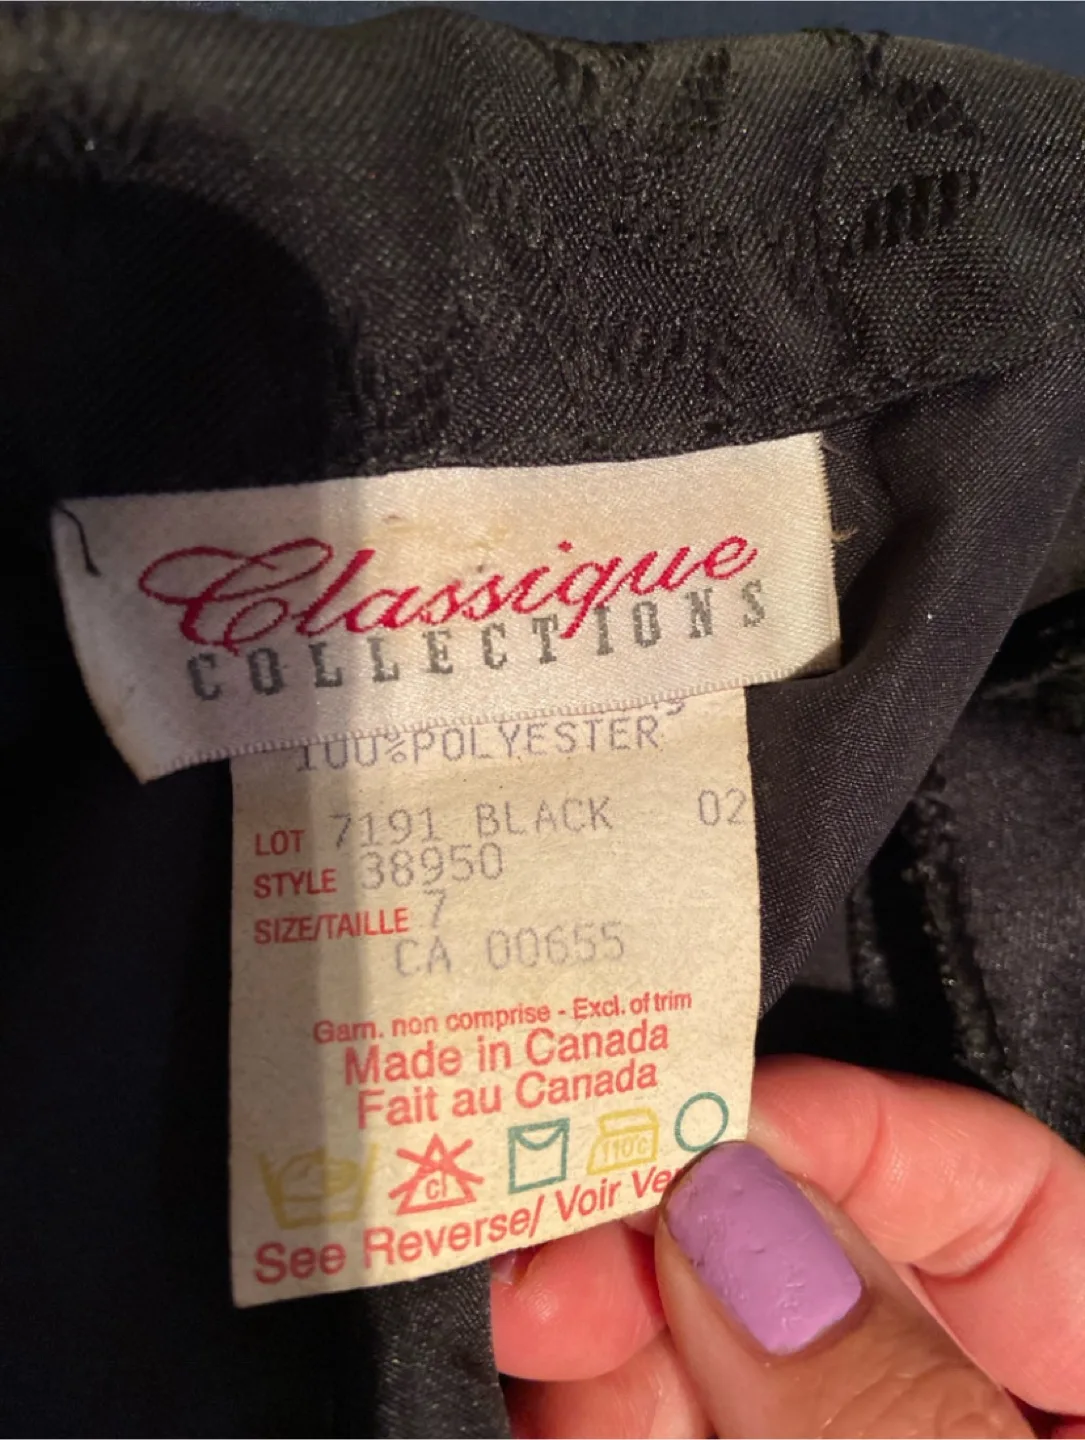 Classique
COLLECTIONS
100%POLYESTER
LOT 7191 BLACK 02
STYLE 38950
SIZE/TAILLE 7
CA 00655
Garn. non comprise - Excl. of trim
Made in Canada
Fait au Canada
cl 110°c
See Reverse/ Voir